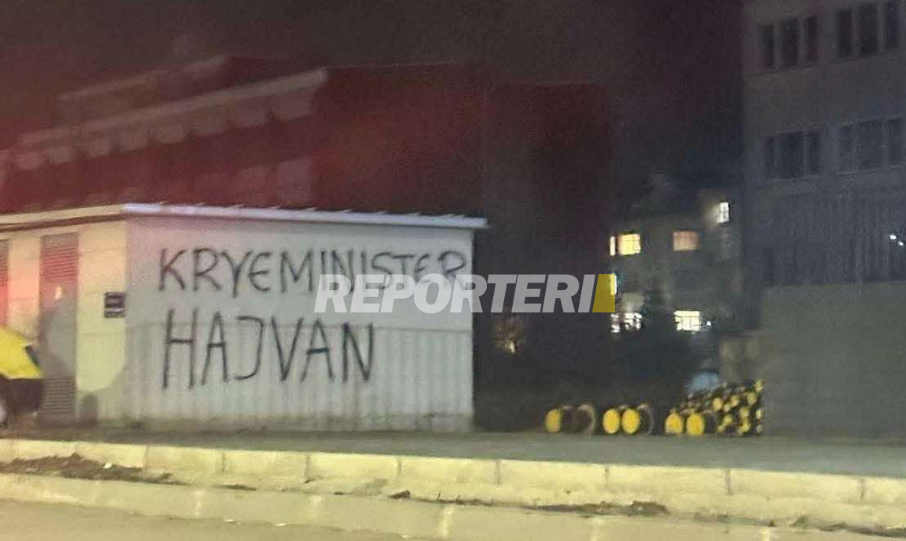 KRYEMINISTER
REPORTERI
HAJVAN